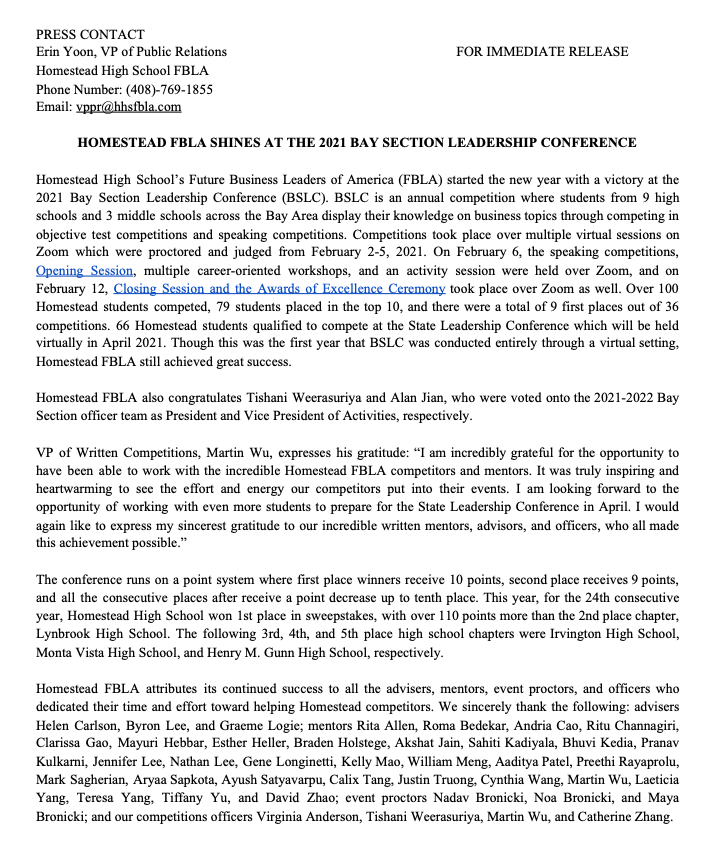 PRESS CONTACT
Erin Yoon, VP of Public Relations FOR IMMEDIATE RELEASE
Homestead High School FBLA
Phone Number: (408)-769-1855
Email: vppr@hhsfbla.com
HOMESTEAD FBLA SHINES AT THE 2021 BAY SECTION LEADERSHIP CONFERENCE
Homestead High School's Future Business Leaders of America (FBLA) started the new year with a victory at the
2021 Bay Section Leadership Conference (BSLC). BSLC is an annual competition where students from 9 high
schools and 3 middle schools across the Bay Area display their knowledge on business topics through competing in
objective test competitions and speaking competitions. Competitions took place over multiple virtual sessions on
Zoom which were proctored and judged from February 2-5, 2021. On February 6, the speaking competitions,
Opening Session, multiple career-oriented workshops, and an activity session were held over Zoom, and on
February 12, Closing Session and the Awards of Excellence Ceremony took place over Zoom as well. Over 100
Homestead students competed, 79 students placed in the top 10, and there were a total of 9 first places out of 36
competitions. 66 Homestead students qualified to compete at the State Leadership Conference which will be held
virtually in April 2021. Though this was the first year that BSLC was conducted entirely through a virtual setting,
Homestead FBLA still achieved great success.
Homestead FBLA also congratulates Tishani Weerasuriya and Alan Jian, who were voted onto the 2021-2022 Bay
Section officer team as President and Vice President of Activities, respectively.
VP of Written Competitions, Martin Wu, expresses his gratitude: “I am incredibly grateful for the opportunity to
have been able to work with the incredible Homestead FBLA competitors and mentors. It was truly inspiring and
heartwarming to see the effort and energy our competitors put into their events. I am looking forward to the
opportunity of working with even more students to prepare for the State Leadership Conference in April. I would
again like to express my sincerest gratitude to our incredible written mentors, advisors, and officers, who all made
this achievement possible.”
The conference runs on a point system where first place winners receive 10 points, second place receives 9 points,
and all the consecutive places after receive a point decrease up to tenth place. This year, for the 24th consecutive
year, Homestead High School won 1st place in sweepstakes, with over 110 points more than the 2nd place chapter,
Lynbrook High School. The following 3rd, 4th, and 5th place high school chapters were Irvington High School,
Monta Vista High School, and Henry M. Gunn High School, respectively.
Homestead FBLA attributes its continued success to all the advisers, mentors, event proctors, and officers who
dedicated their time and effort toward helping Homestead competitors. We sincerely thank the following: advisers
Helen Carlson, Byron Lee, and Graeme Logie; mentors Rita Allen, Roma Bedekar, Andria Cao, Ritu Channagiri,
Clarissa Gao, Mayuri Hebbar, Esther Heller, Braden Holstege, Akshat Jain, Sahiti Kadiyala, Bhuvi Kedia, Pranav
Kulkarni, Jennifer Lee, Nathan Lee, Gene Longinetti, Kelly Mao, William Meng, Aaditya Patel, Preethi Rayaprolu,
Mark Sagherian, Aryaa Sapkota, Ayush Satyavarpu, Calix Tang, Justin Truong, Cynthia Wang, Martin Wu, Laeticia
Yang, Teresa Yang, Tiffany Yu, and David Zhao; event proctors Nadav Bronicki, Noa Bronicki, and Maya
Bronicki; and our competitions officers Virginia Anderson, Tishani Weerasuriya, Martin Wu, and Catherine Zhang.